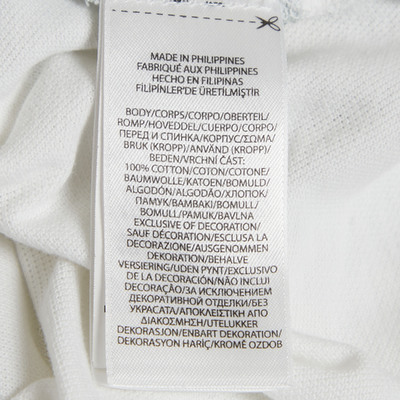 MADE IN PHILIPPINES
FABRIQUÉ AUX PHILIPPINES
HECHO EN FILIPINAS
FİLİPİNLER'DE ÜRETİLMİŞTİR
BODY/CORPS/CORPO/OBERTEIL/
ROMP/HOVEDDEL/CUERPO/CORPO/
ПЕРЕД И СПИНКА/КОРПУС/ΣΩΜΑ/
BRUK (KROPP)/ANVÄND (KROPP)/
BEDEN/VRCHNÍ ČÁST:
100% COTTON/COTON/COTONE/
BAUMWOLLE/KATOEN/BOMULD/
ALGODÓN/ALGODÃO/ХЛОПОК/
ПАМУК/ΒΑΜΒΑΚΙ/BOMULL/
BOMULL/PAMUK/BAVLNA
EXCLUSIVE OF DECORATION/
SAUF DÉCORATION/ESCLUSA LA
DECORAZIONE/AUSGENOMMEN
DEKORATION/BEHALVE
VERSIERING/UDEN PYNT/EXCLUSIVO
DE LA DECORACIÓN/NÃO INCLUI
DECORAÇÃO/ЗА ИСКЛЮЧЕНИЕМ
ДЕКОРАТИВНОЙ ОТДЕЛКИ/БЕЗ
УКРАСАТА/ΑΠΟΚΛΕΙΣΤΙΚΗ ΑΠΟ
ΔΙΑΚΟΣΜΗΣΗ/UTELUKKER
DEKORASJON/ENBART DEKORATION/
DEKORASYON HARİÇ/KROMĚ OZDOB